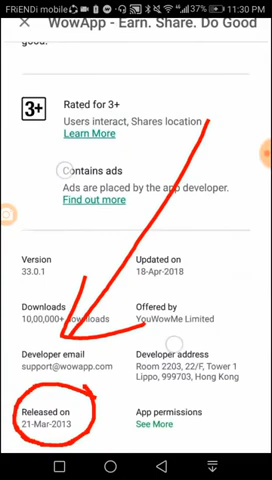 FRiENDi mobile 37% 11:30 PM
WowApp - Earn. Share. Do Good
good.
3+
Rated for 3+
Users interact, Shares location
Learn More
Contains ads
Ads are placed by the app developer.
Find out more
Version
33.0.1
Updated on
18-Apr-2018
Downloads
10,00,000+ downloads
Offered by
YouWowMe Limited
Developer email
support@wowapp.com
Developer address
Room 2203, 22/F, Tower 1
Lippo, 999703, Hong Kong
Released on
21-Mar-2013
App permissions
See More